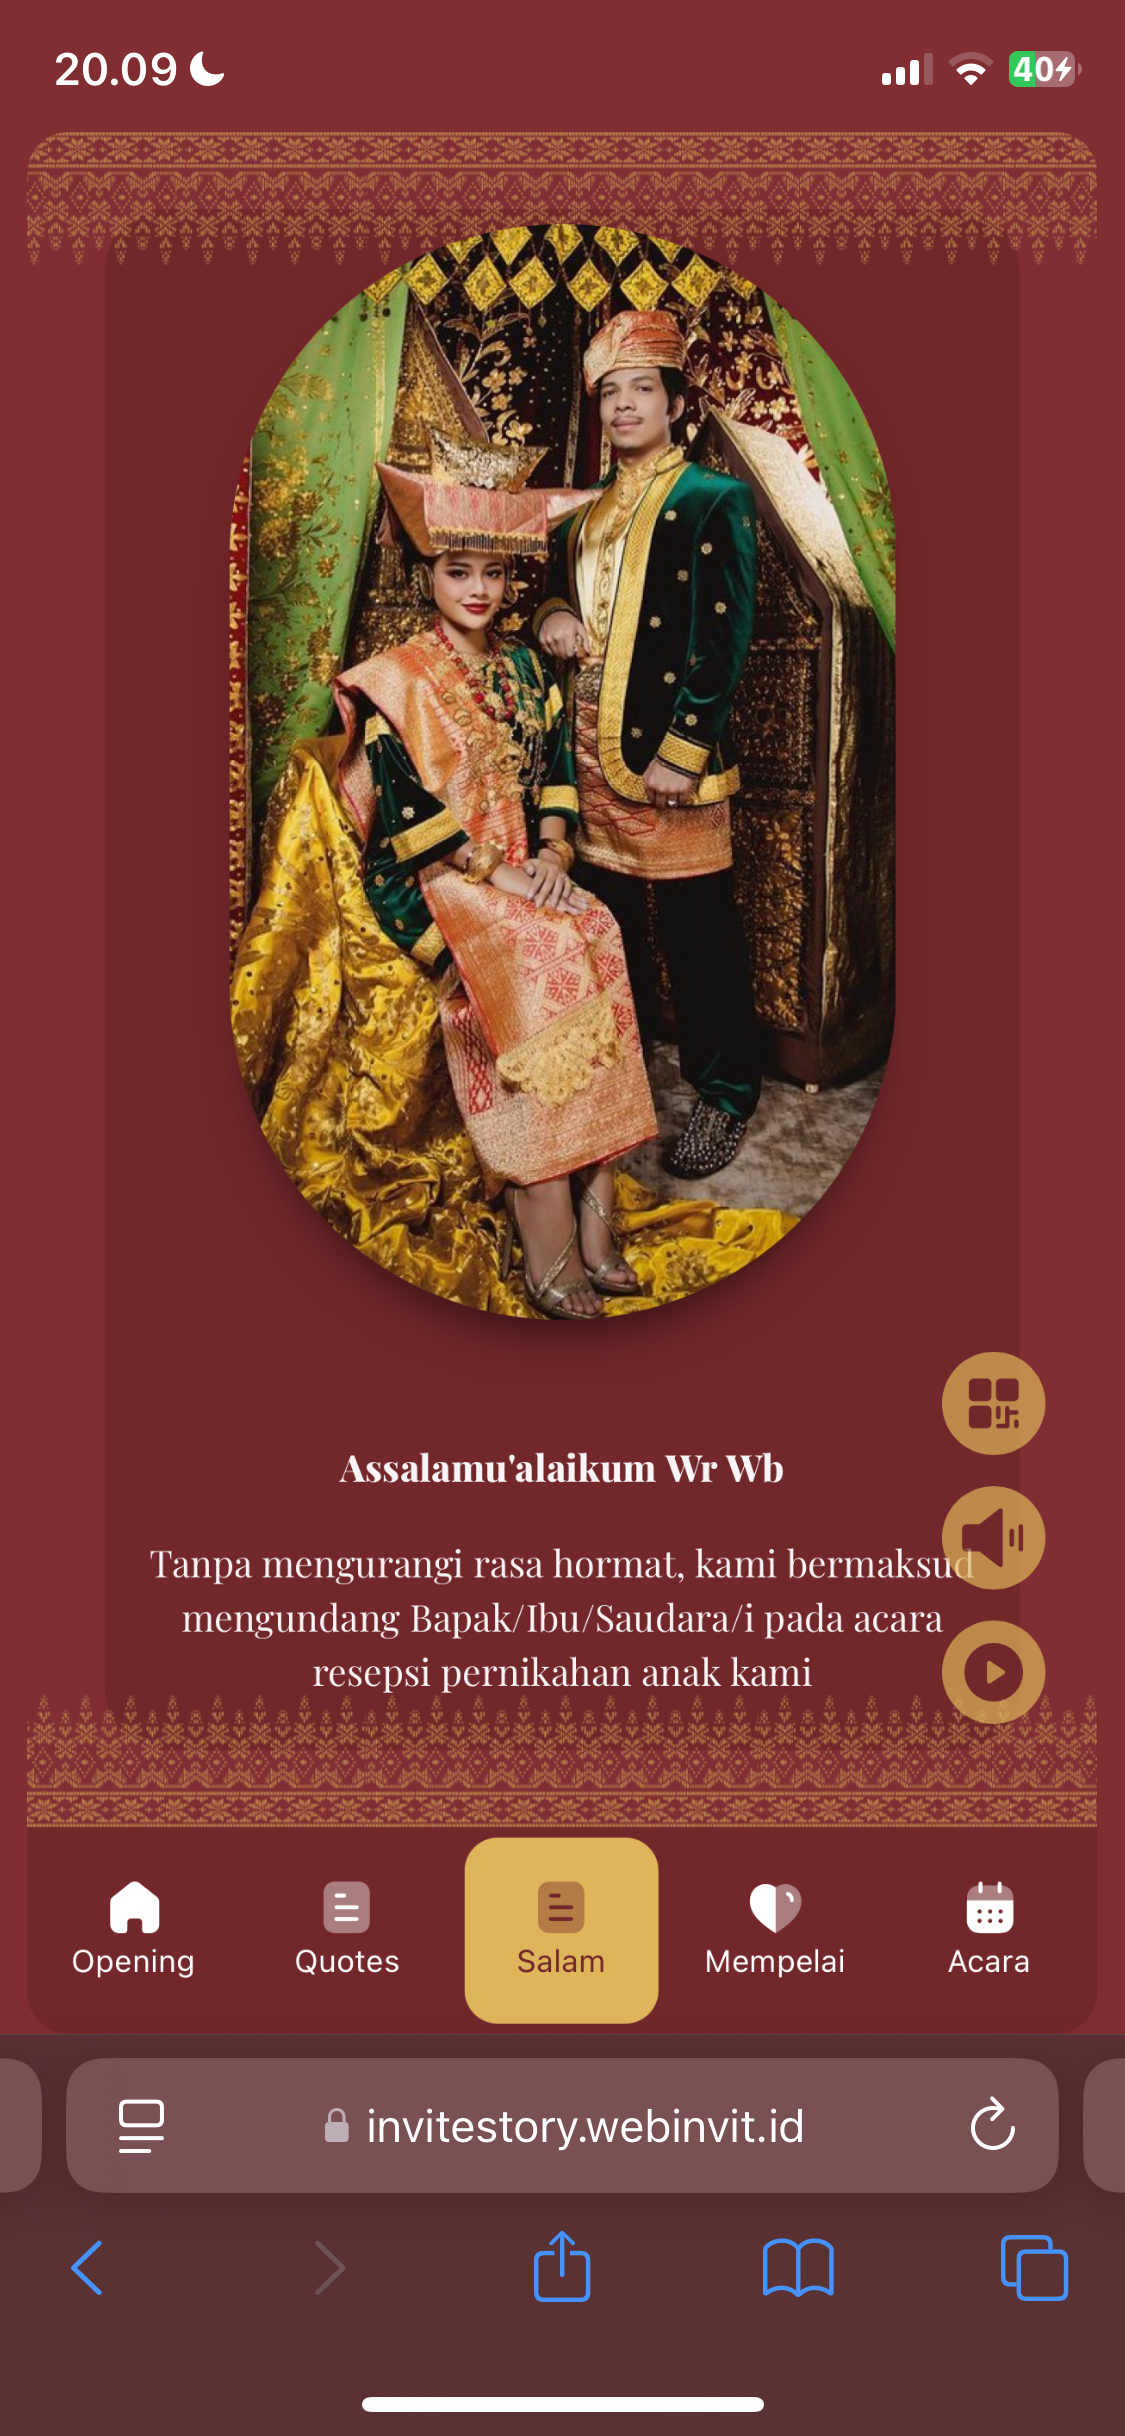 20.09
40
Assalamu'alaikum Wr Wb
Tanpa mengurangi rasa hormat, kami bermaksud
mengundang Bapak/Ibu/Saudara/i pada acara
resepsi pernikahan anak kami
Opening Quotes Salam Mempelai Acara
invitestory.webinvit.id